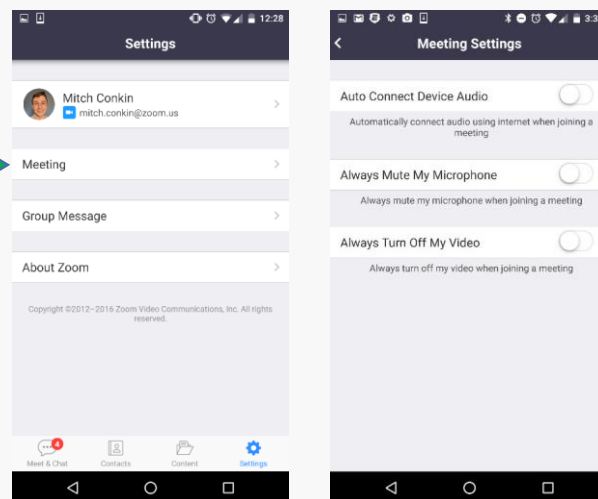 12:28
Settings
Mitch Conkin
mitch.conkin@zoom.us
Meeting
Group Message
About Zoom
Copyright ©2012-2016 Zoom Video Communications, Inc. All rights
reserved.
4
Meet & Chat
Contacts
Content
Settings
Meeting Settings
Auto Connect Device Audio
Automatically connect audio using internet when joining a
meeting
Always Mute My Microphone
Always mute my microphone when joining a meeting
Always Turn Off My Video
Always turn off my video when joining a meeting